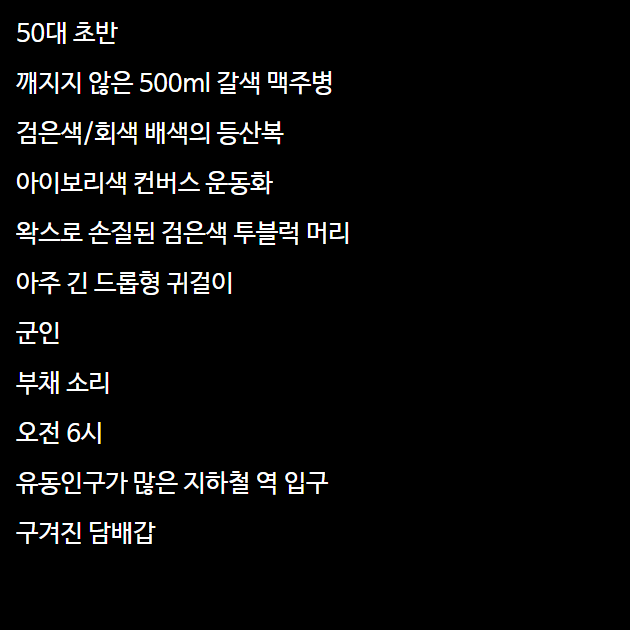 50대 초반
깨지지 않은 500ml 갈색 맥주병
검은색/회색 배색의 등산복
아이보리색 컨버스 운동화
왁스로 손질된 검은색 투블럭 머리
아주 긴 드롭형 귀걸이
군인
부채 소리
오전 6시
유동인구가 많은 지하철 역 입구
구겨진 담배갑